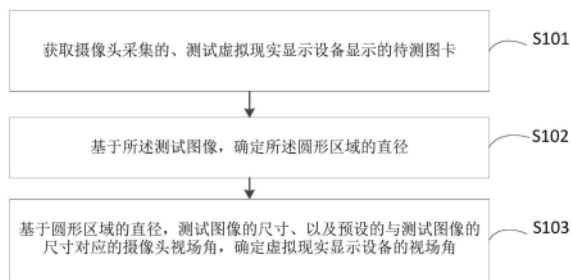 获取摄像头采集的、测试虚拟现实显示设备显示的待测图卡
S101
基于所述测试图像，确定所述圆形区域的直径
S102
基于圆形区域的直径，测试图像的尺寸、以及预设的与测试图像的
尺寸对应的摄像头视场角，确定虚拟现实显示设备的视场角
S103